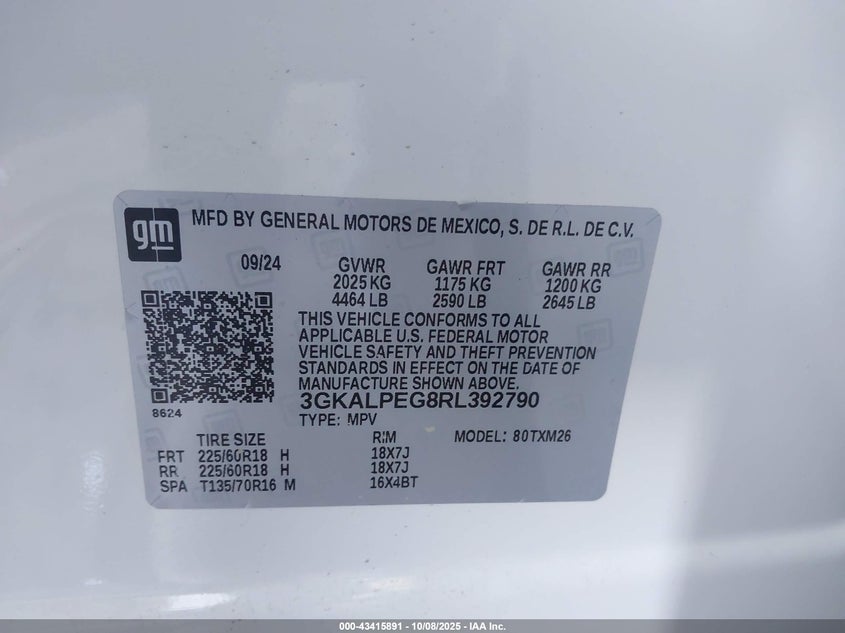 gm
MFD BY GENERAL MOTORS DE MEXICO, S. DE R.L. DE C.V.
09/24 GVWR GAWR FRT GAWR RR
2025 KG 1175 KG 1200 KG
4464 LB 2590 LB 2645 LB
THIS VEHICLE CONFORMS TO ALL
APPLICABLE U.S. FEDERAL MOTOR
VEHICLE SAFETY AND THEFT PREVENTION
STANDARDS IN EFFECT ON THE DATE OF
MANUFACTURE SHOWN ABOVE.
3GKALPEG8RL392790
8624
TYPE: MPV
TIRE SIZE RIM MODEL: 80TXM26
FRT 225/60R18 H 18X7J
RR 225/60R18 H 18X7J
SPA T135/70R16 M 16X4BT
000-43415891 - 10/08/2025 - IAA Inc.